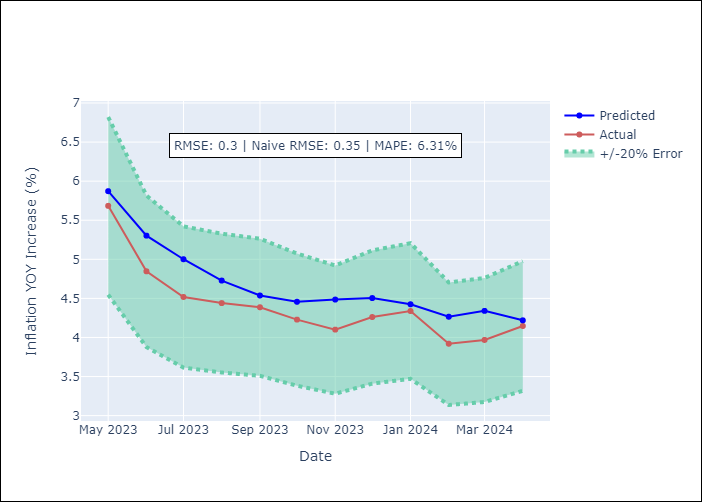 RMSE: 0.3 | Naive RMSE: 0.35 | MAPE: 6.31%
Predicted
Actual
+/-20% Error
Inflation YOY Increase (%)
7
6.5
6
5.5
5
4.5
4
3.5
3
May 2023
Jul 2023
Sep 2023
Nov 2023
Jan 2024
Mar 2024
Date